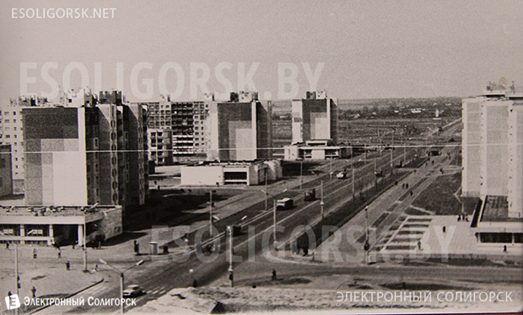 ESOLIGORSK.NET
ESOLIGORSK.BY
ESOLIGORSK.BY
Электронный Солигорск
ЭЛЕКТРОННЫЙ СОЛИГОРСК